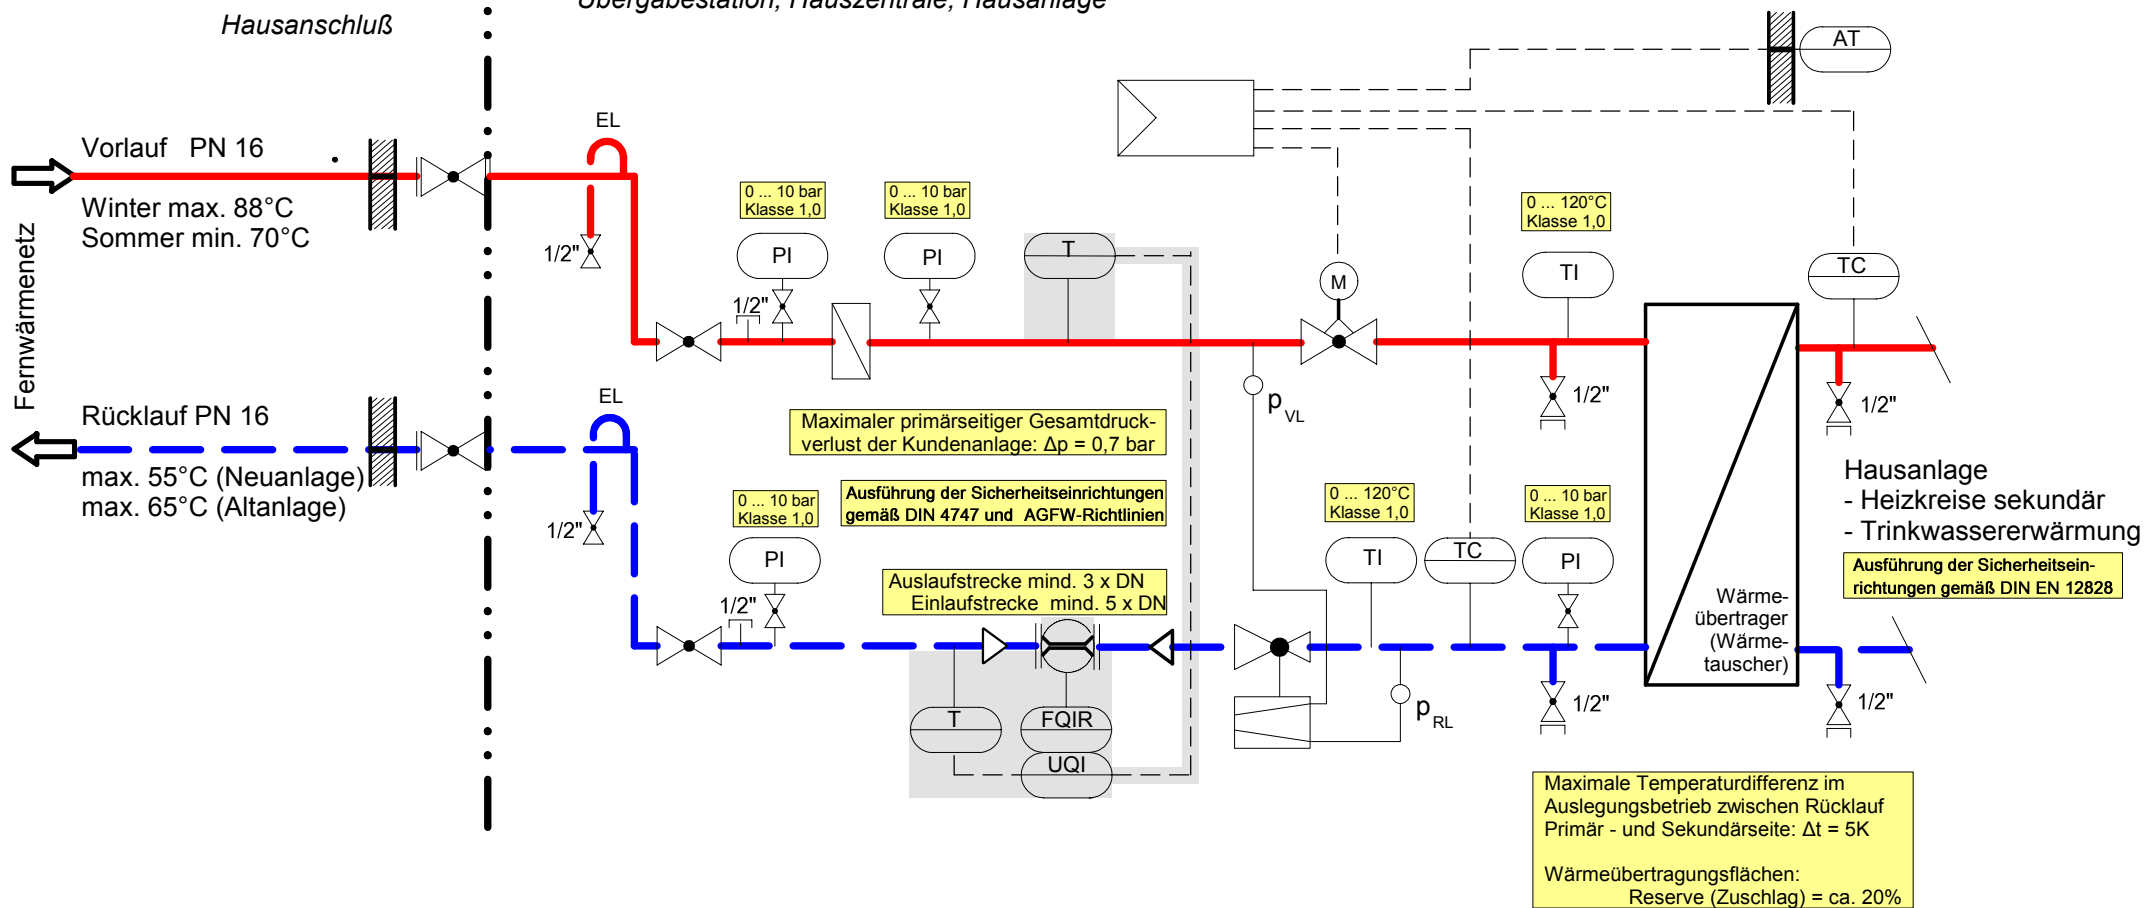 Übergabestation, Hauszentrale, Hausanlage
Hausanschluß
AT
EL
Vorlauf PN 16
Winter max. 88°C
Sommer min. 70°C
Fernwärmenetz
1/2"
0 ... 10 bar
Klasse 1,0
PI
1/2"
0 ... 10 bar
Klasse 1,0
PI
T
M
0 ... 120°C
Klasse 1,0
TI
TC
1/2"
1/2"
p VL
EL
Rücklauf PN 16
max. 55°C (Neuanlage)
max. 65°C (Altanlage)
1/2"
Maximaler primärseitiger Gesamtdruck-
verlust der Kundenanlage: Δp = 0,7 bar
Ausführung der Sicherheitseinrichtungen
gemäß DIN 4747 und AGFW-Richtlinien
0 ... 10 bar
Klasse 1,0
PI
1/2"
Auslaufstrecke mind. 3 x DN
Einlaufstrecke mind. 5 x DN
0 ... 120°C
Klasse 1,0
TI
TC
0 ... 10 bar
Klasse 1,0
PI
Hausanlage
- Heizkreise sekundär
- Trinkwassererwärmung
Ausführung der Sicherheitsein-
richtungen gemäß DIN EN 12828
Wärme-
übertrager
(Wärme-
tauscher)
T
FQIR
UQI
p RL
1/2"
1/2"
Maximale Temperaturdifferenz im
Auslegungsbetrieb zwischen Rücklauf
Primär - und Sekundärseite: Δt = 5K
Wärmeübertragungsflächen:
Reserve (Zuschlag) = ca. 20%